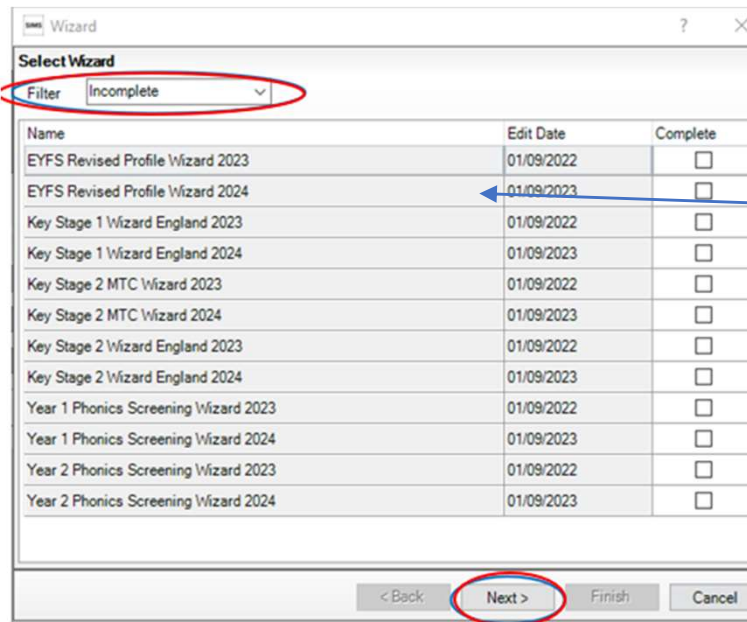 SIMS Wizard ?
Select Wizard
Filter Incomplete
Name Edit Date Complete
EYFS Revised Profile Wizard 2023 01/09/2022
EYFS Revised Profile Wizard 2024 01/09/2023
Key Stage 1 Wizard England 2023 01/09/2022
Key Stage 1 Wizard England 2024 01/09/2023
Key Stage 2 MTC Wizard 2023 01/09/2022
Key Stage 2 MTC Wizard 2024 01/09/2023
Key Stage 2 Wizard England 2023 01/09/2022
Key Stage 2 Wizard England 2024 01/09/2023
Year 1 Phonics Screening Wizard 2023 01/09/2022
Year 1 Phonics Screening Wizard 2024 01/09/2023
Year 2 Phonics Screening Wizard 2023 01/09/2022
Year 2 Phonics Screening Wizard 2024 01/09/2023
< Back Next > Finish Cancel